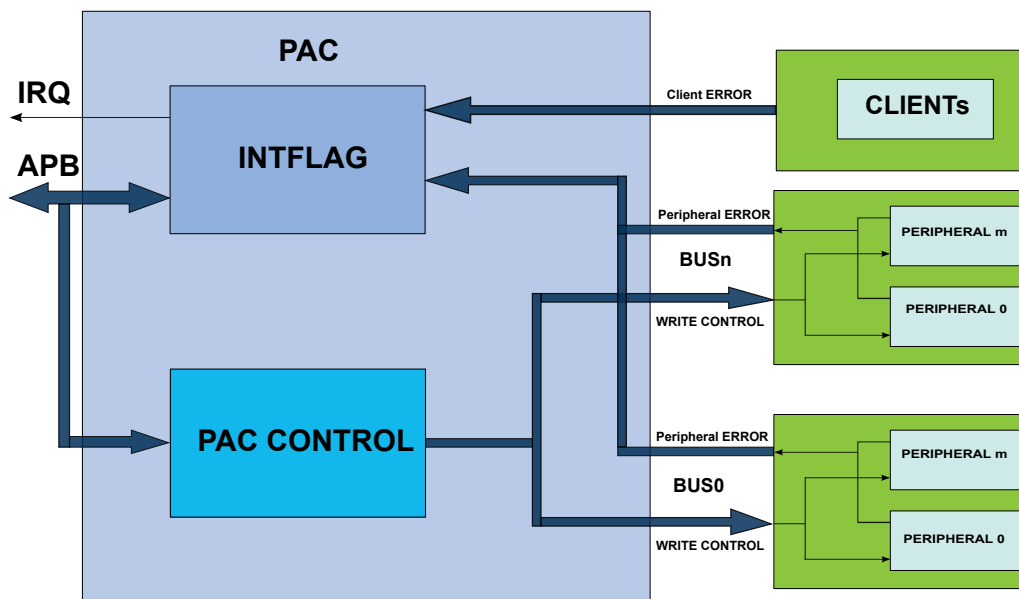 PAC
IRQ
Client ERROR
CLIENTs
INTFLAG
APB
Peripheral ERROR
PERIPHERAL m
BUSn
PERIPHERAL 0
WRITE CONTROL
PAC CONTROL
Peripheral ERROR
PERIPHERAL m
BUS0
PERIPHERAL 0
WRITE CONTROL